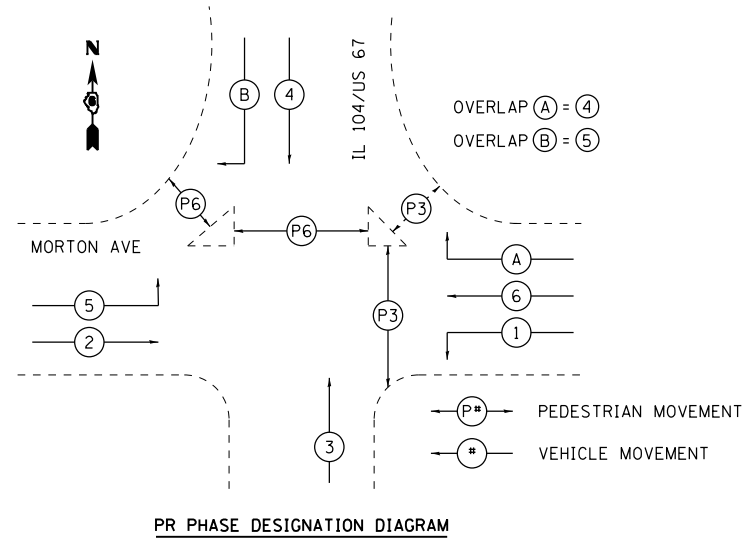 N
B
4
IL 104/US 67
OVERLAP A = 4
OVERLAP B = 5
P6
P6
P3
MORTON AVE
A
5
6
P3
1
2
P# PEDESTRIAN MOVEMENT
3
# VEHICLE MOVEMENT
PR PHASE DESIGNATION DIAGRAM